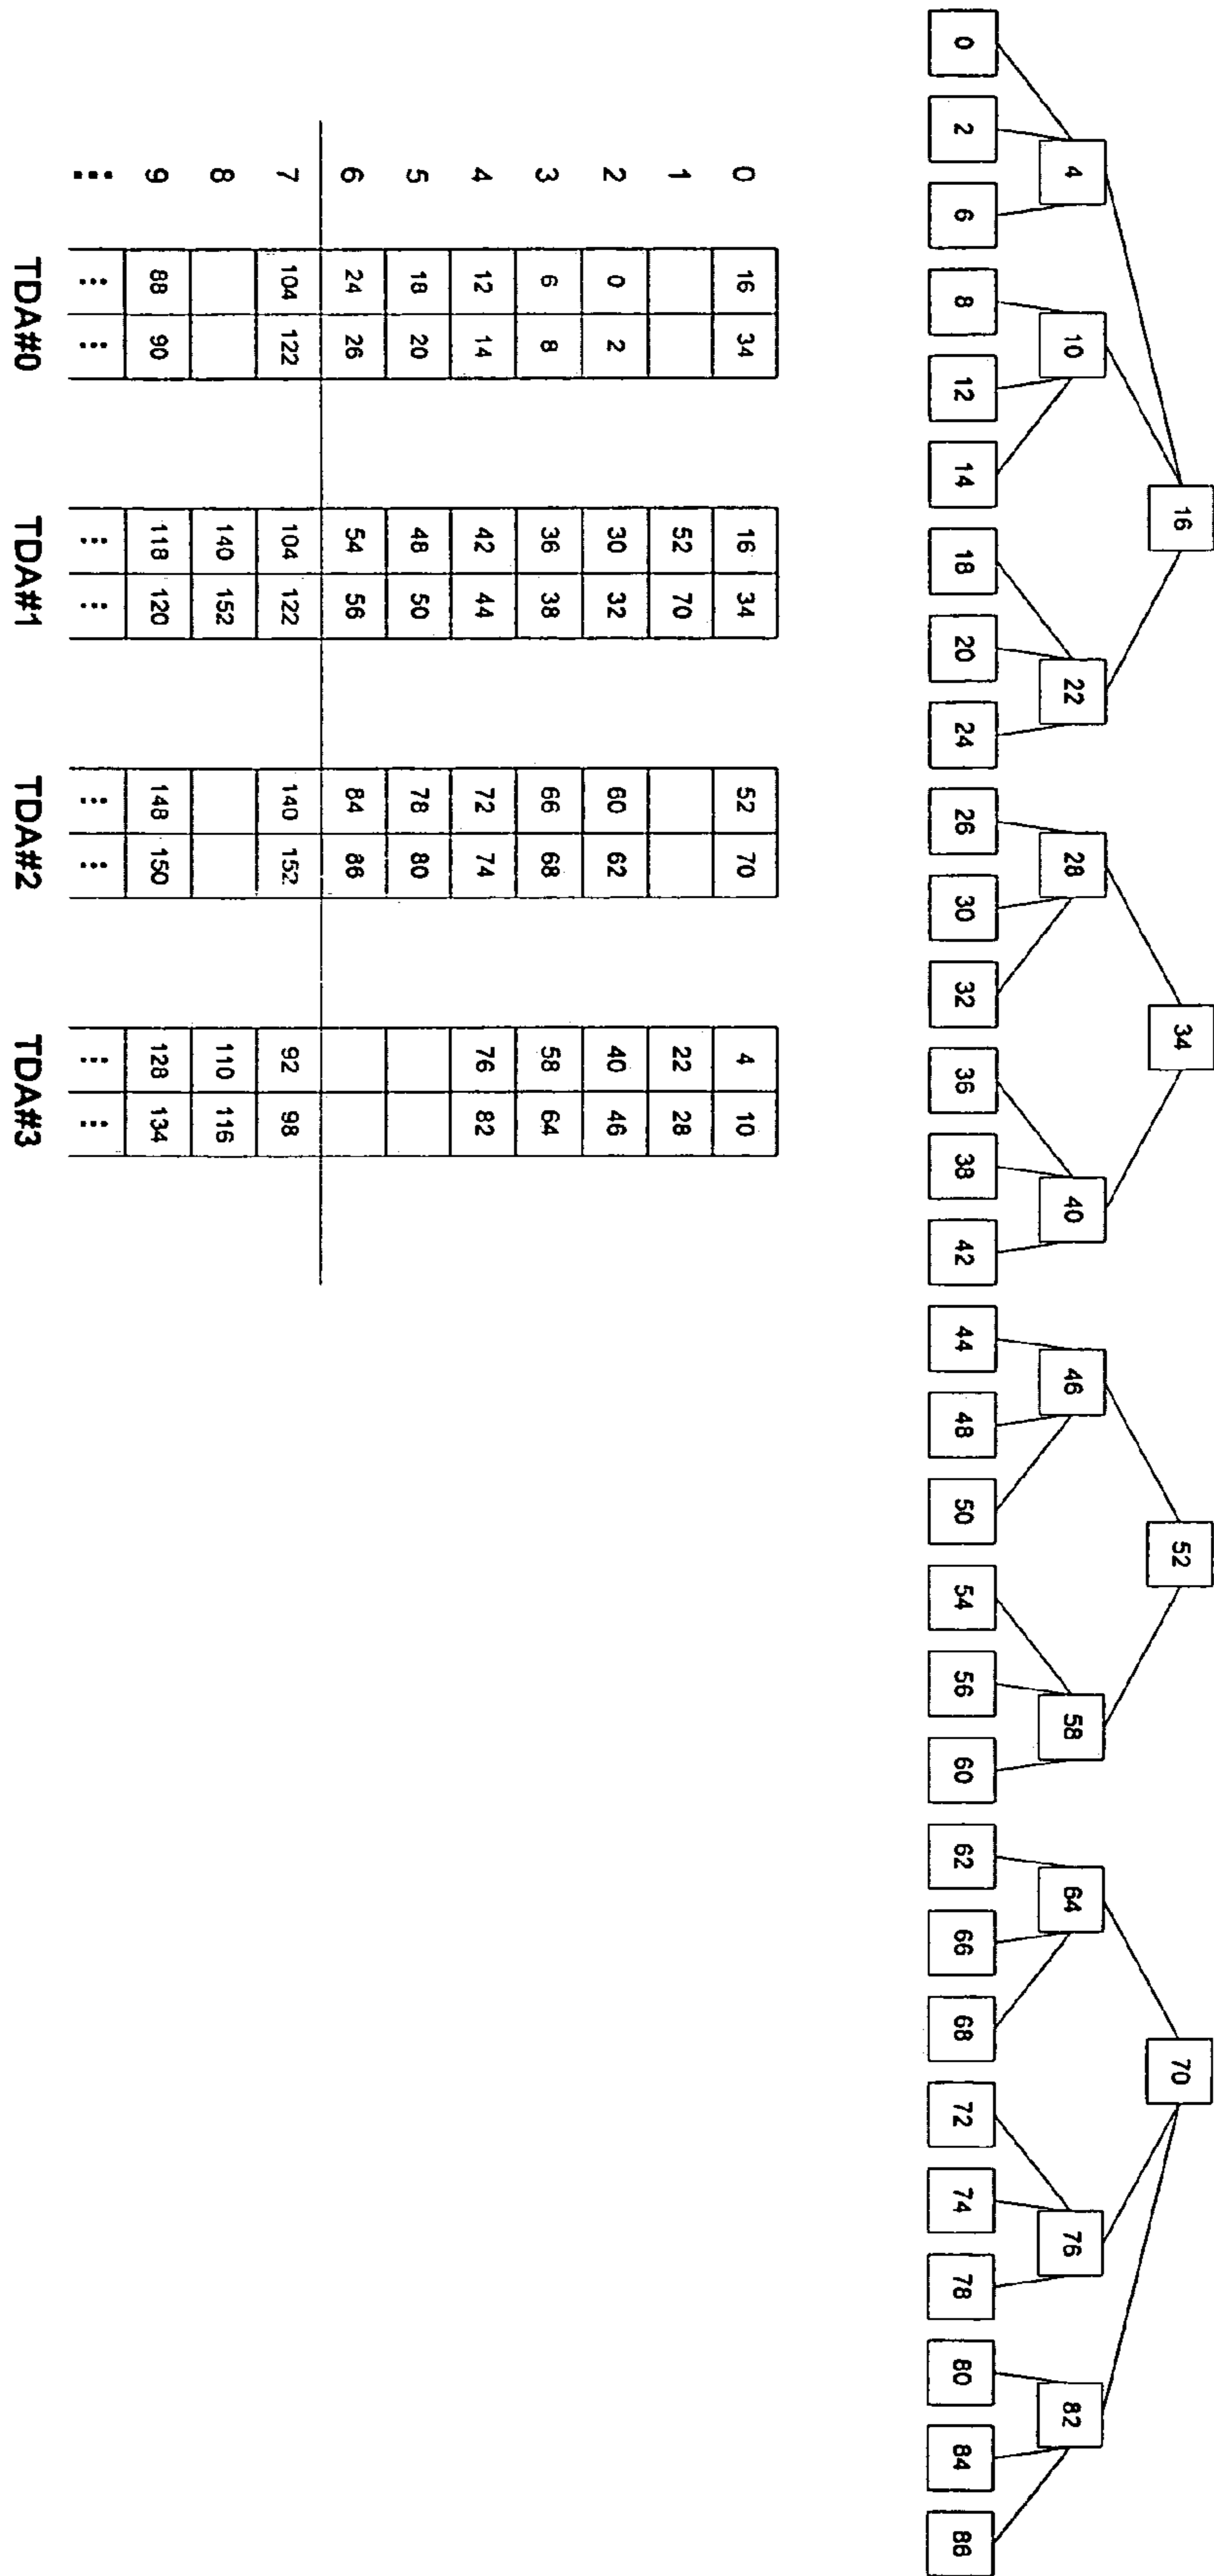 16 34 52 70
4 10 22 28 40 46 58 64 76 82
0 2 6 8 12 14 18 20 24 26 30 32 36 38 42 44 48 50 54 56 60 62 66 68 72 74 78 80 84 86
0 16 34 16 34 52 70 4 10
1 52 70 22 28
2 0 2 30 32 60 62 40 46
3 6 8 36 38 66 68 58 64
4 12 14 42 44 72 74 76 82
5 18 20 48 50 78 80
6 24 26 54 56 84 86
7 104 122 104 122 140 152 92 98
8 140 152 110 116
9 88 90 118 120 148 150 128 134
⋮ ⋮ ⋮ ⋮ ⋮ ⋮ ⋮ ⋮ ⋮
TDA#0 TDA#1 TDA#2 TDA#3